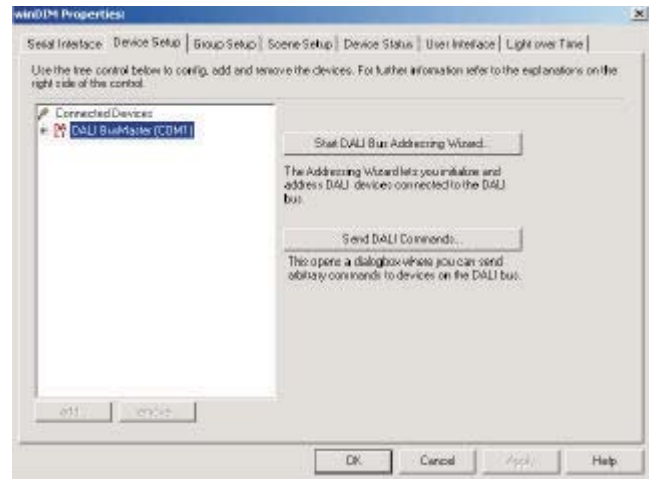 winDIM Properties:
Serial Interface Device Setup Group Setup Scene Setup Device Status User Interface Light over Time
Use the tree control below to config, add and remove the devices. For further information refer to the explanations on the
right side of the control.
Connected Devices
DALI BusMaster (COM1)
Start DALI Bus Addressing Wizard...
The Addressing Wizard lets you initialize and
address DALI devices connected to the DALI
bus.
Send DALI Commands...
This opens a dialogbox where you can send
arbitrary commands to devices on the DALI bus.
add... remove
OK Cancel Apply Help